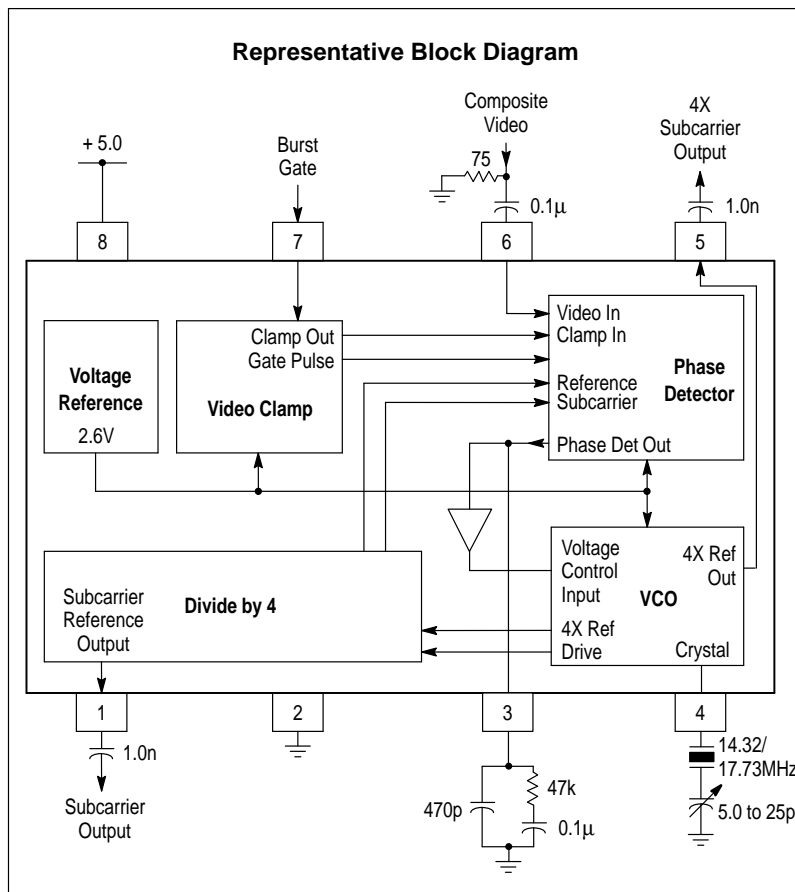 Representative Block Diagram
+ 5.0
Burst
Gate
Composite
Video
75
0.1µ
4X
Subcarrier
Output
1.0n
8
7
6
5
Voltage
Reference
2.6V
Clamp Out
Gate Pulse
Video Clamp
Video In
Clamp In
Phase
Detector
Reference
Subcarrier
Phase Det Out
Subcarrier
Reference
Output
Divide by 4
Voltage
Control
Input
VCO
4X Ref
Out
4X Ref
Drive
Crystal
1
2
3
4
1.0n
Subcarrier
Output
470p
47k
0.1µ
14.32/
17.73MHz
5.0 to 25p